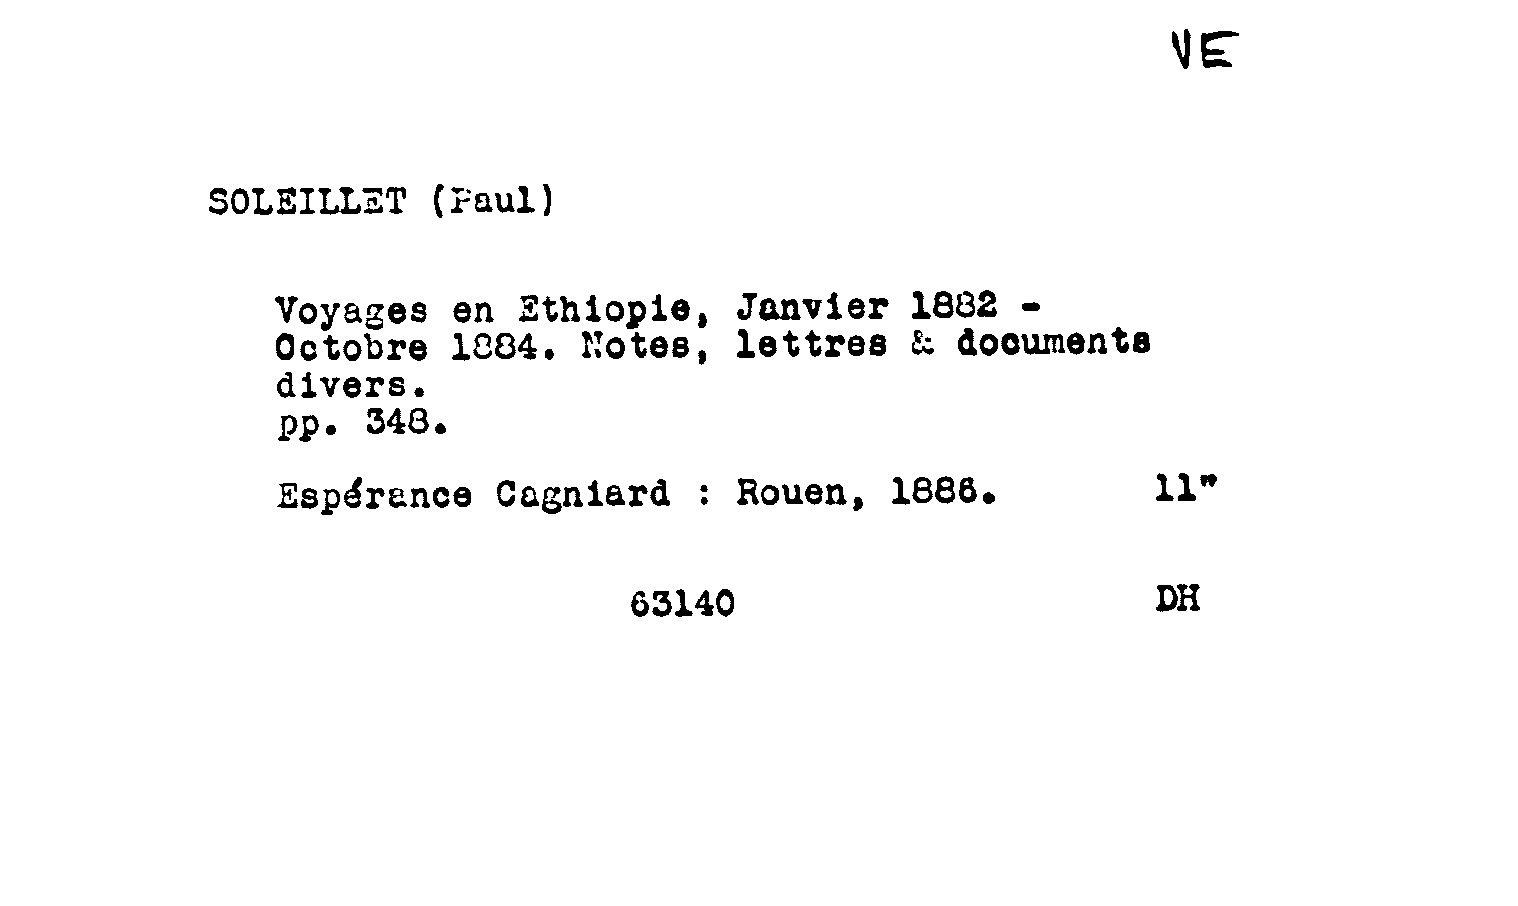 VE
SOLEILLET (Paul)
Voyages en Ethiopie, Janvier 1882 -
Octobre 1884. Notes, lettres & documents
divers.
pp. 348.
Espérance Cagniard : Rouen, 1886. 11"
63140 DH